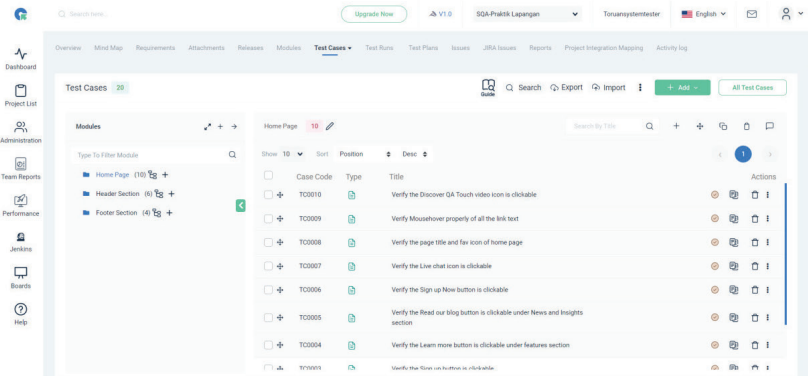 Search here...
Upgrade Now
V1.0
SQA-Praktik Lapangan
Toruansystemtester
English
Overview Mind Map Requirements Attachments Releases Modules Test Cases Test Runs Test Plans Issues JIRA Issues Reports Project Integration Mapping Activity log
Dashboard
Project List
Administration
Team Reports
Performance
Jenkins
Boards
Help
Test Cases 20
Guide
Search
Export
Import
+ Add
All Test Cases
Modules
Type To Filter Module
Home Page (10)
Header Section (6)
Footer Section (4)
Home Page 10
Search By Title
Show 10 Sort Position Desc
1
Case Code Type Title Actions
TC0010 Verify the Discover QA Touch video icon is clickable
TC0009 Verify Mousehover properly of all the link text
TC0008 Verify the page title and fav icon of home page
TC0007 Verify the Live chat icon is clickable
TC0006 Verify the Sign up Now button is clickable
TC0005 Verify the Read our blog button is clickable under News and Insights
section
TC0004 Verify the Learn more button is clickable under features section
TC0003 Verify the Sign up button is clickable